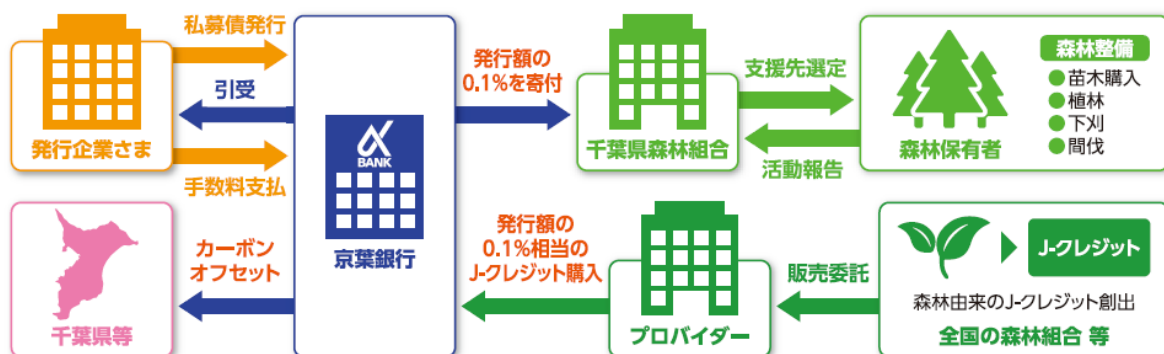 私募債発行
引受
発行企業さま
手数料支払
α
BANK
京葉銀行
発行額の
0.1%を寄付
千葉県森林組合
支援先選定
活動報告
森林保有者
森林整備
●苗木購入
●植林
●下刈
●間伐
千葉県等
カーボン
オフセット
発行額の
0.1%相当の
J-クレジット購入
プロバイダー
販売委託
J-クレジット
森林由来のJ-クレジット創出
全国の森林組合 等